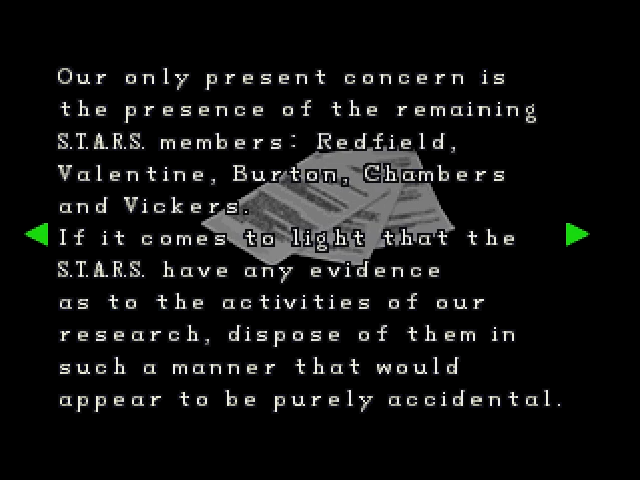 Our only present concern is
the presence of the remaining
S.T.A.R.S. members: Redfield,
Valentine, Burton, Chambers
and Vickers.
If it comes to light that the
S.T.A.R.S. have any evidence
as to the activities of our
research, dispose of them in
such a manner that would
appear to be purely accidental.